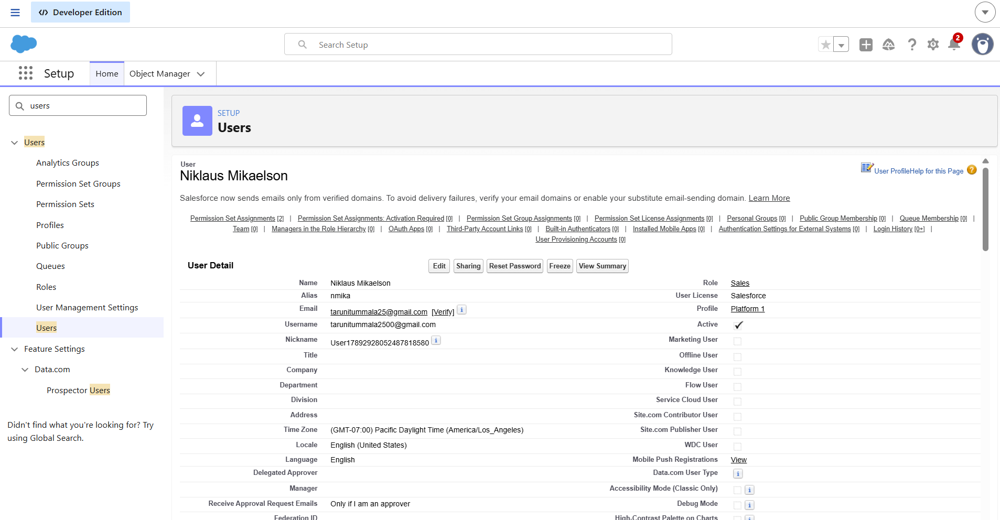 Developer Edition
Search Setup
2
Setup Home Object Manager
users
SETUP
Users
Users
Analytics Groups
Permission Set Groups
Permission Sets
Profiles
Public Groups
Queues
Roles
User Management Settings
Users
Feature Settings
Data.com
Prospector Users
Didn't find what you're looking for? Try
using Global Search.
User
Niklaus Mikaelson
User Profile Help for this Page ?
Salesforce now sends emails only from verified domains. To avoid delivery failures, verify your email domains or enable your substitute email-sending domain. Learn More
Permission Set Assignments [2] | Permission Set Assignments: Activation Required [0] | Permission Set Group Assignments [0] | Permission Set License Assignments [0] | Personal Groups [0] | Public Group Membership [0] | Queue Membership [0] |
Team [0] | Managers in the Role Hierarchy [0] | OAuth Apps [0] | Third-Party Account Links [0] | Built-in Authenticators [0] | Installed Mobile Apps [0] | Authentication Settings for External Systems [0] | Login History [0+] |
User Provisioning Accounts [0]
User Detail Edit Sharing Reset Password Freeze View Summary
Name Niklaus Mikaelson Role Sales
Alias nmika User License Salesforce
Email tarunitummala25@gmail.com [Verify] i Profile Platform 1
Username tarunitummala2500@gmail.com Active
Nickname User17892928052487818580 i Marketing User
Title Offline User
Company Knowledge User
Department Flow User
Division Service Cloud User
Address Site.com Contributor User
Time Zone (GMT-07:00) Pacific Daylight Time (America/Los_Angeles) Site.com Publisher User
Locale English (United States) WDC User
Language English Mobile Push Registrations View
Delegated Approver Data.com User Type i
Manager Accessibility Mode (Classic Only) i
Receive Approval Request Emails Only if I am an approver Debug Mode i
Federation ID High-Contrast Palette on Charts i